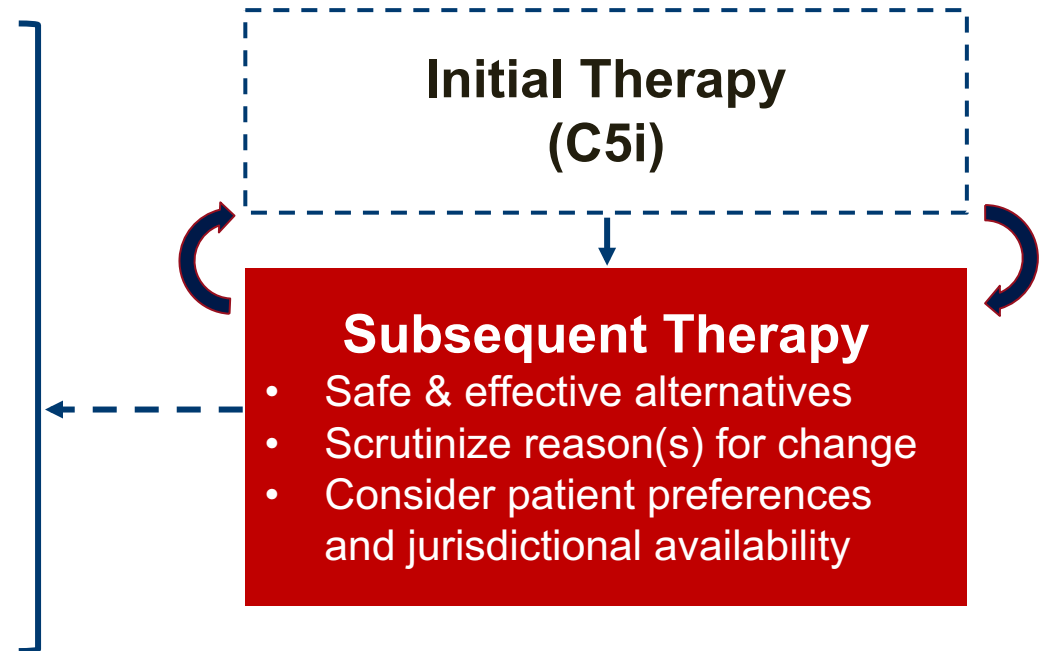 Initial Therapy
(C5i)
Subsequent Therapy
• Safe & effective alternatives
• Scrutinize reason(s) for change
• Consider patient preferences
and jurisdictional availability